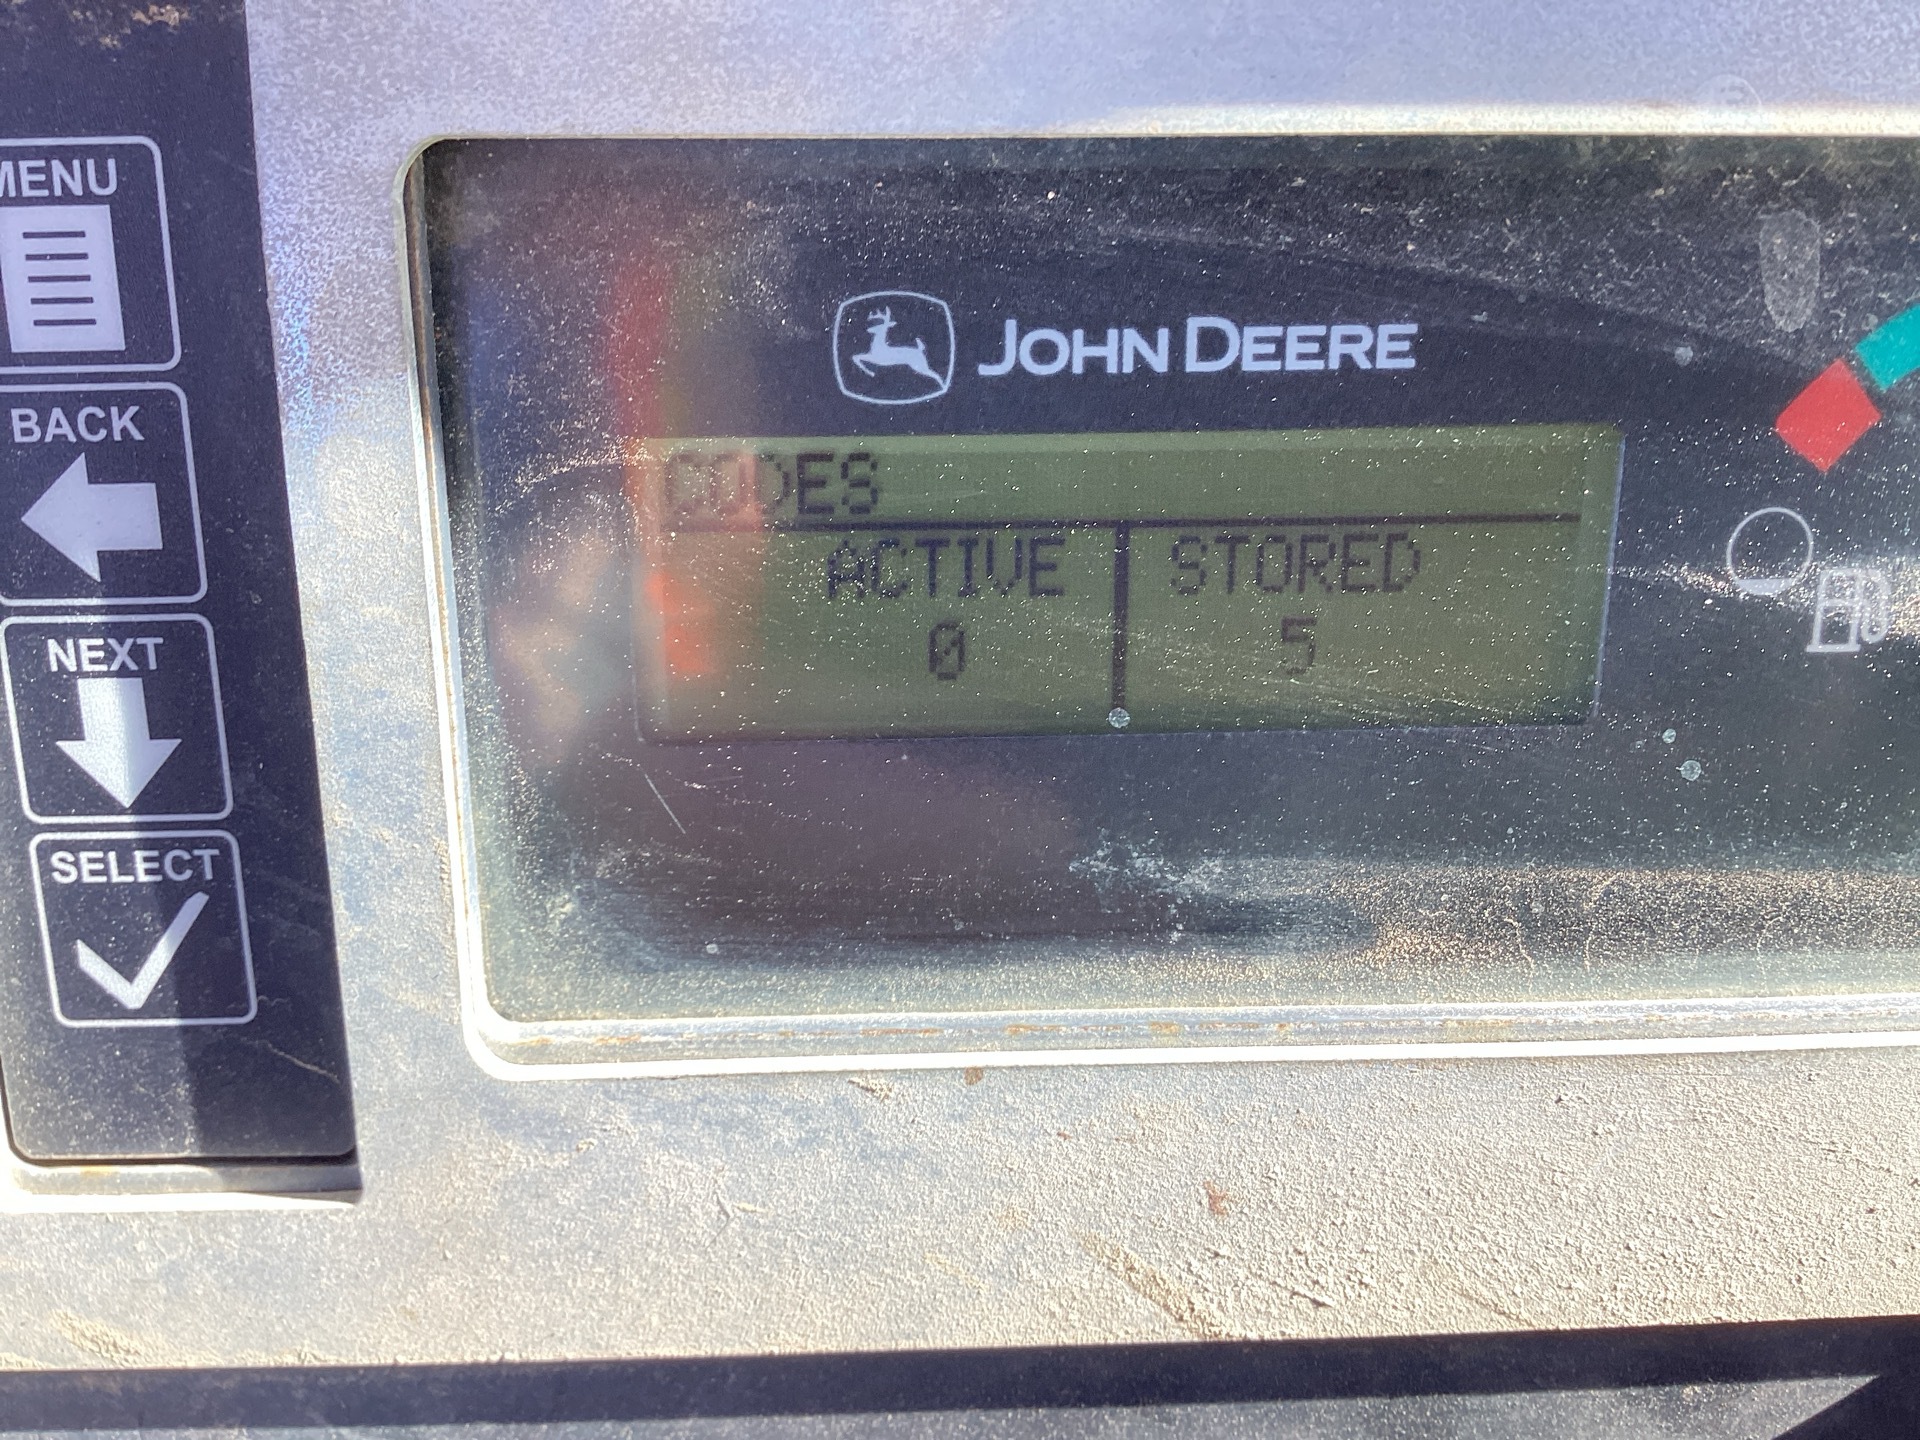 MENU
BACK
NEXT
SELECT
JOHN DEERE
CODES
ACTIVE STORED
0 5